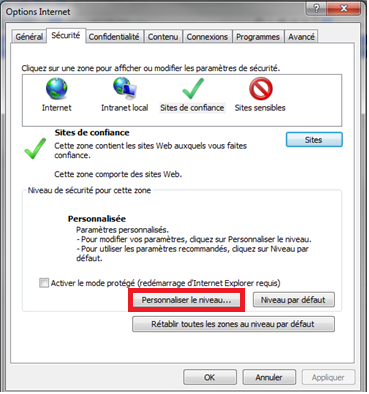 Options Internet
Général Sécurité Confidentialité Contenu Connexions Programmes Avancé
Cliquez sur une zone pour afficher ou modifier les paramètres de sécurité.
Internet Intranet local Sites de confiance Sites sensibles
Sites de confiance
Sites
Cette zone contient les sites Web auxquels vous faites
confiance.
Cette zone comporte des sites Web.
Niveau de sécurité pour cette zone
Personnalisée
Paramètres personnalisés.
- Pour modifier vos paramètres, cliquez sur Personnaliser le niveau.
- Pour utiliser les paramètres recommandés, cliquez sur Niveau par
défaut.
Activer le mode protégé (redémarrage d'Internet Explorer requis)
Personnaliser le niveau... Niveau par défaut
Rétablir toutes les zones au niveau par défaut
OK Annuler Appliquer